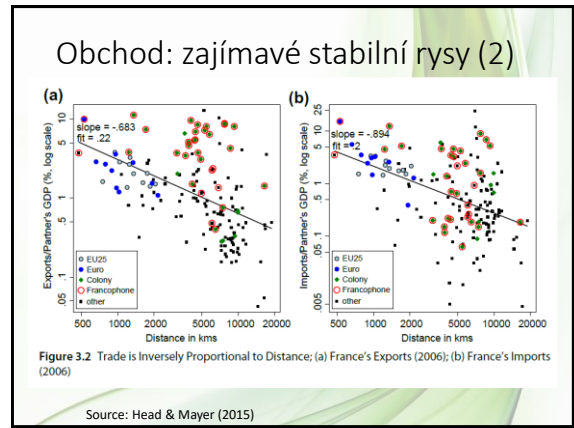 Obchod: zajímavé stabilní rysy (2)
(a)
slope = -.683
fit = .22
Exports/Partner's GDP (%, log scale)
10
5
1
.5
.1
.05
EU25
Euro
Colony
Francophone
other
500 1000 2000 5000 10000 20000
Distance in kms
(b)
slope = -.894
fit = .2
Imports/Partner's GDP (%, log scale)
25
10
5
1
.5
.1
.05
.005
EU25
Euro
Colony
Francophone
other
500 1000 2000 5000 10000 20000
Distance in kms
Figure 3.2 Trade is Inversely Proportional to Distance; (a) France's Exports (2006); (b) France's Imports
(2006)
Source: Head & Mayer (2015)